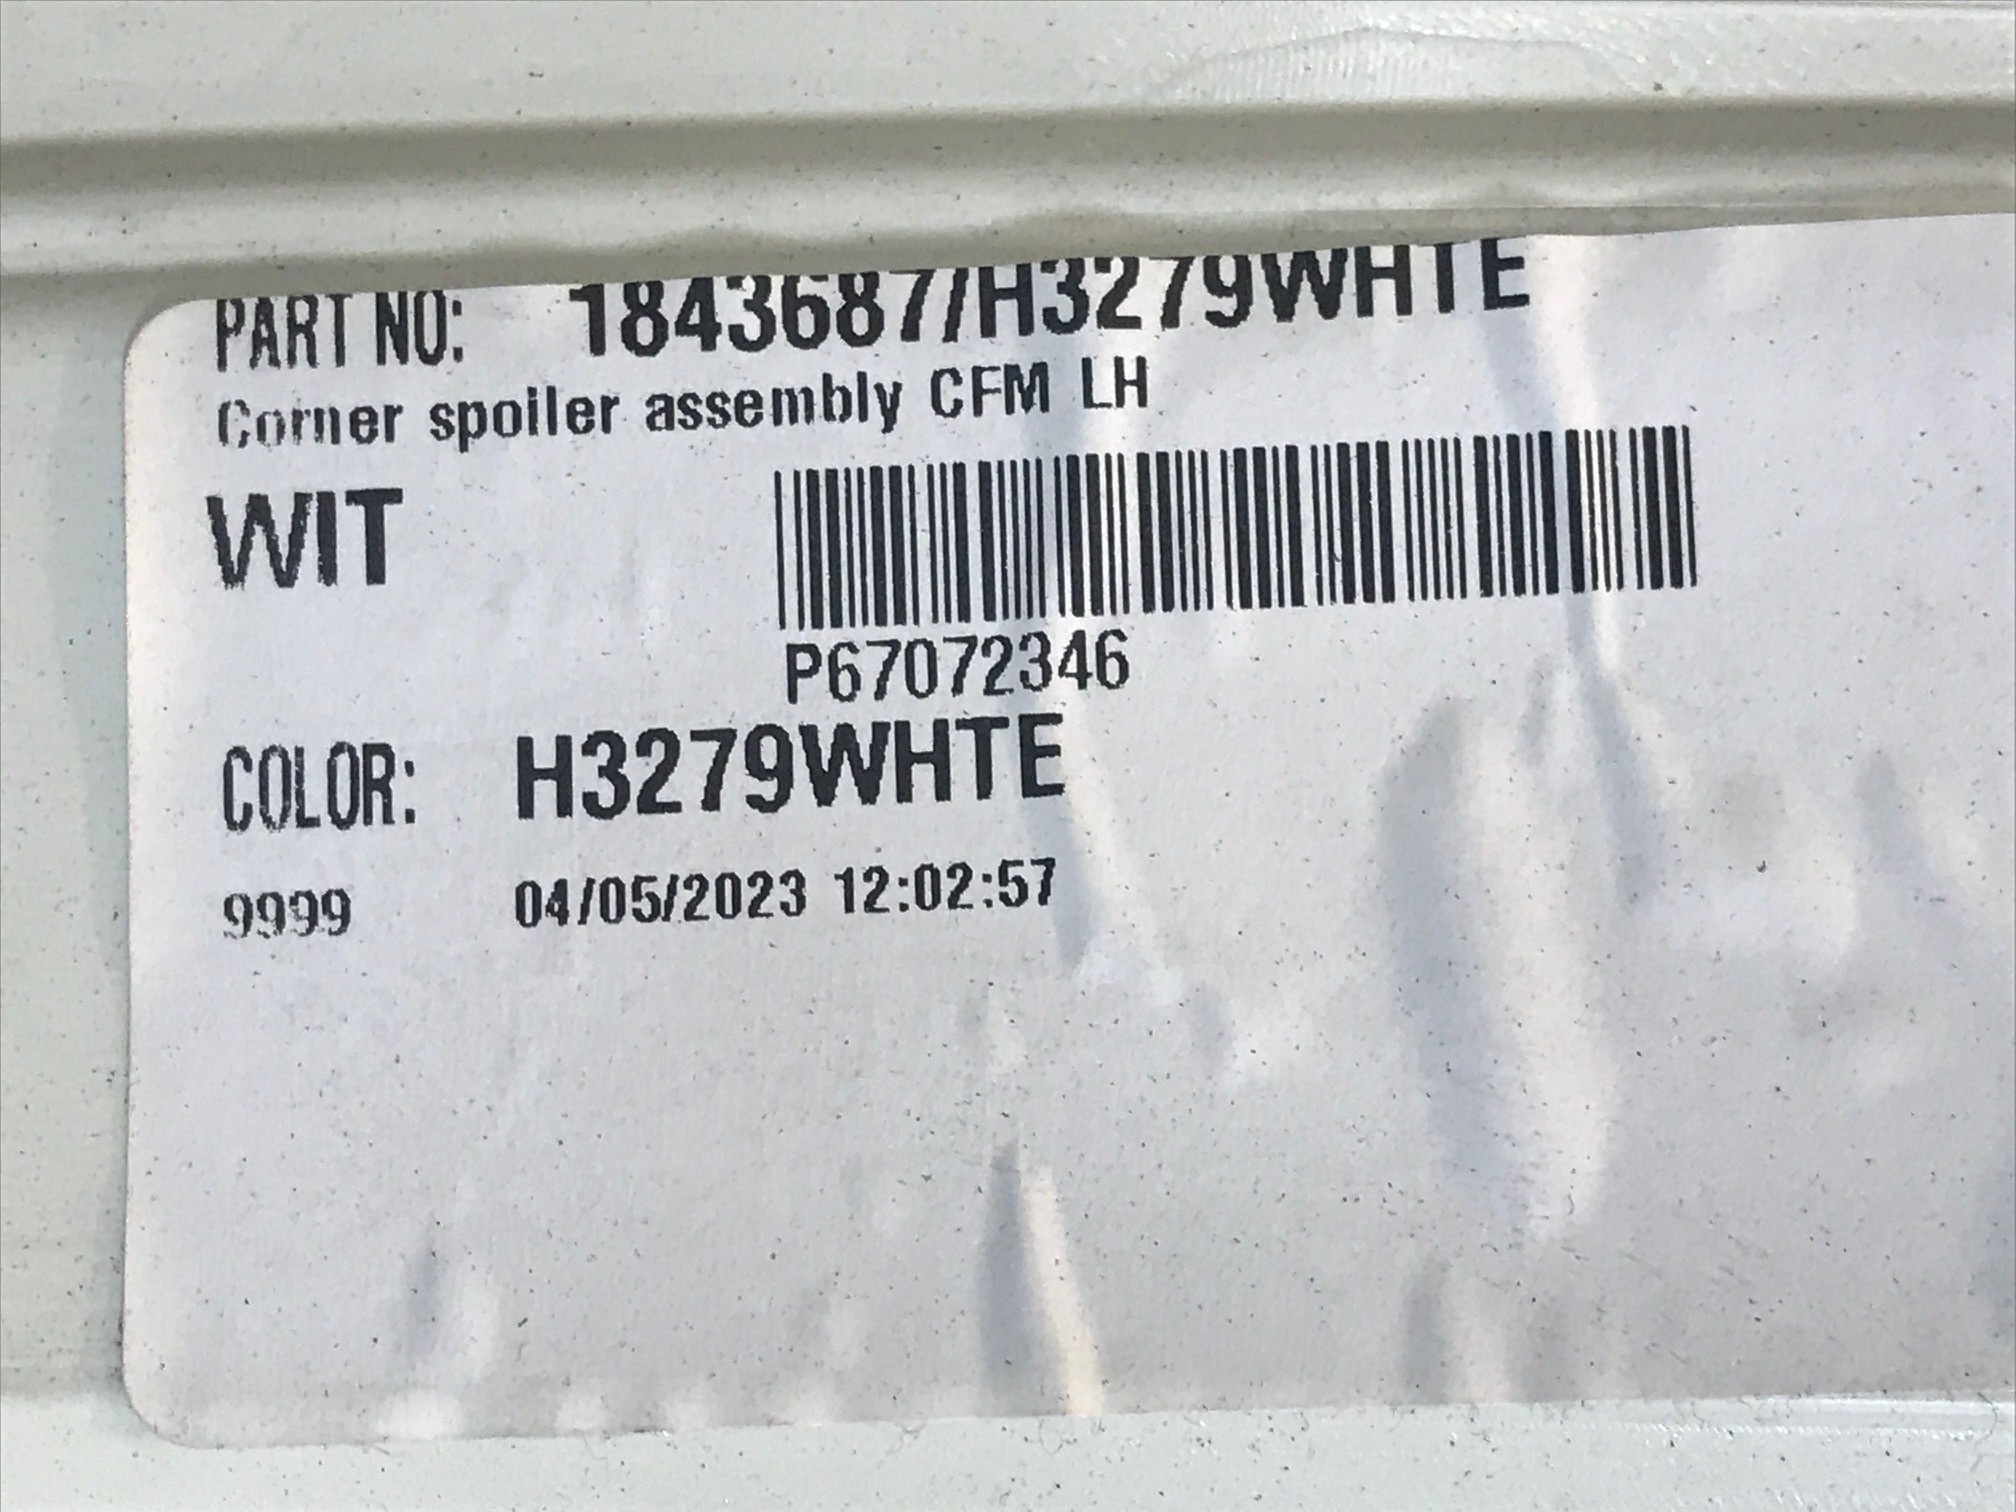 PART NO: 1843687/H3279WHTE
Corner spoiler assembly CFM LH
WIT
P67072346
COLOR: H3279WHTE
9999 04/05/2023 12:02:57